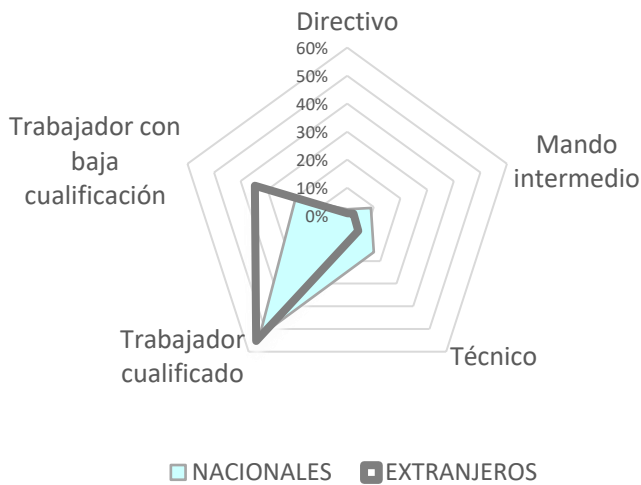 Directivo
60%
50%
40%
30%
20%
10%
0%
Mando
intermedio
Técnico
Trabajador
cualificado
Trabajador con
baja
cualificación
NACIONALES
EXTRANJEROS